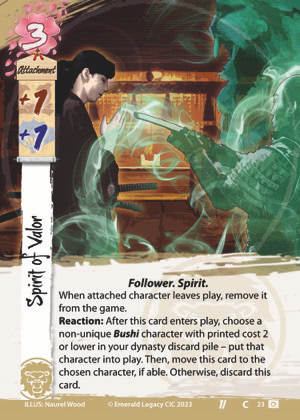 3
Attachment
+1
+1
Spirit of Valor
Follower. Spirit.
When attached character leaves play, remove it
from the game.
Reaction: After this card enters play, choose a
non-unique Bushi character with printed cost 2
or lower in your dynasty discard pile – put that
character into play. Then, move this card to the
chosen character, if able. Otherwise, discard this
card.
ILLUS: Naurel Wood © Emerald Legacy CIC 2023 C 23